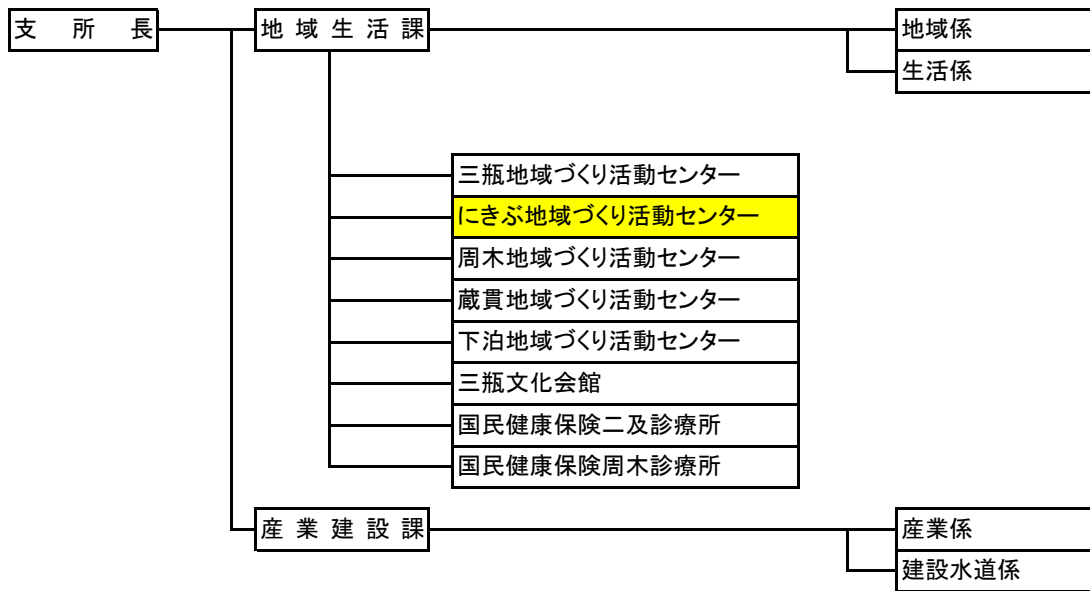 支所長
地域生活課
地域係
生活係
三瓶地域づくり活動センター
にきぶ地域づくり活動センター
周木地域づくり活動センター
蔵貫地域づくり活動センター
下泊地域づくり活動センター
三瓶文化会館
国民健康保険二及診療所
国民健康保険周木診療所
産業建設課
産業係
建設水道係